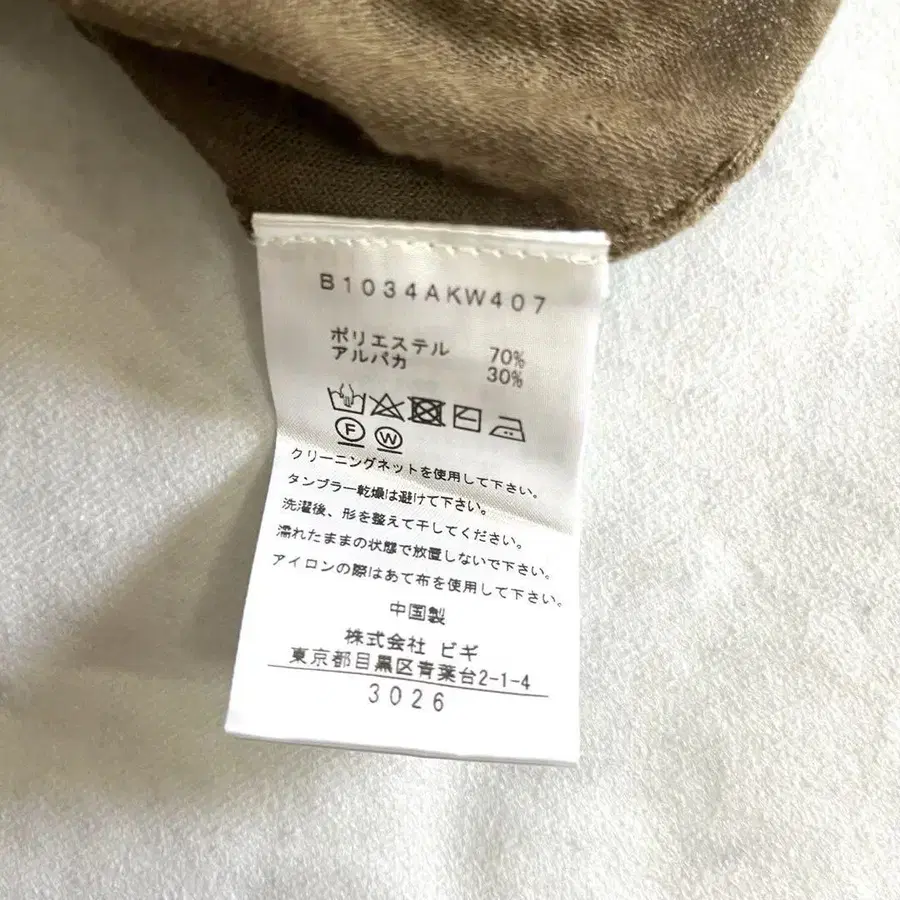 B1034AKW407
ポリエステル 70%
アルパカ 30%
F W
クリーニングネットを使用して下さい。
タンブラー乾燥は避けて下さい。
洗濯後、形を整えて干してください。
濡れたままの状態で放置しないで下さい。
アイロンの際はあて布を使用して下さい。
中国製
株式会社 ビギ
東京都目黒区青葉台2-1-4
3026